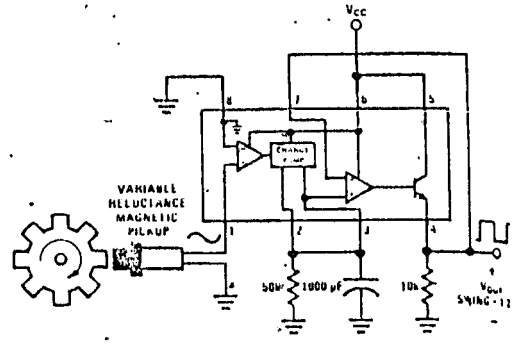 VCC
8
7
6
5
CHARGE
PUMP
VARIABLE
RELUCTANCE
MAGNETIC
PICKUP
1
2
3
4
50k
1000 pF
10k
VOUT